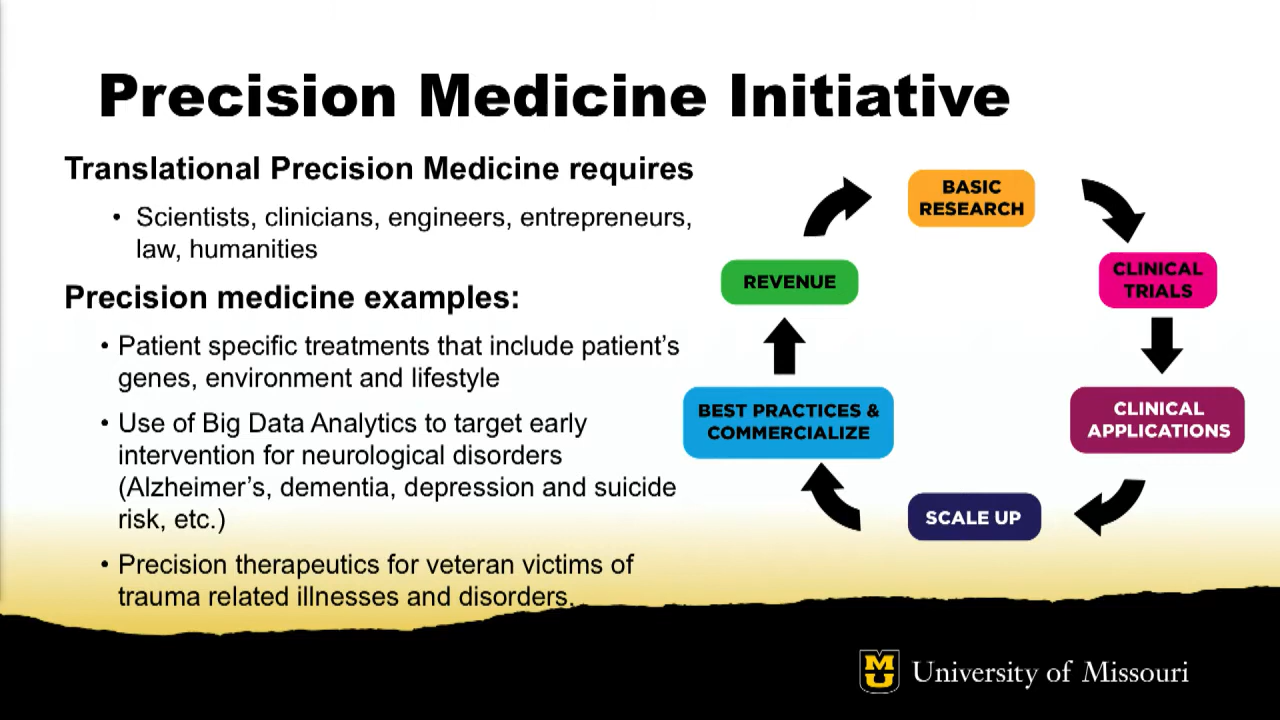 Precision Medicine Initiative
Translational Precision Medicine requires
• Scientists, clinicians, engineers, entrepreneurs,
law, humanities
Precision medicine examples:
• Patient specific treatments that include patient’s
genes, environment and lifestyle
• Use of Big Data Analytics to target early
intervention for neurological disorders
(Alzheimer’s, dementia, depression and suicide
risk, etc.)
• Precision therapeutics for veteran victims of
trauma related illnesses and disorders.
BASIC
RESEARCH
CLINICAL
TRIALS
CLINICAL
APPLICATIONS
SCALE UP
BEST PRACTICES &
COMMERCIALIZE
REVENUE
MU
University of Missouri